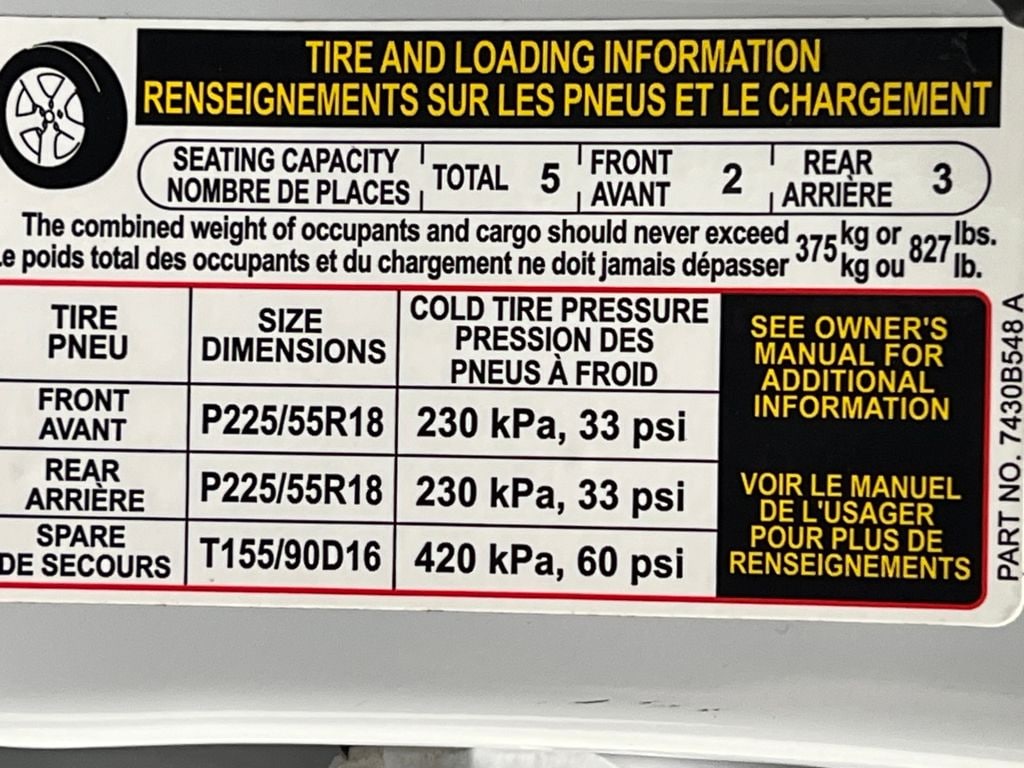 TIRE AND LOADING INFORMATION
RENSEIGNEMENTS SUR LES PNEUS ET LE CHARGEMENT
SEATING CAPACITY
NOMBRE DE PLACES
TOTAL 5
FRONT
AVANT
2
REAR
ARRIÈRE
3
The combined weight of occupants and cargo should never exceed 375 kg or 827 lbs.
Le poids total des occupants et du chargement ne doit jamais dépasser 375 kg ou 827 lb.
TIRE
PNEU
SIZE
DIMENSIONS
COLD TIRE PRESSURE
PRESSION DES
PNEUS À FROID
FRONT
AVANT
P225/55R18
230 kPa, 33 psi
REAR
ARRIÈRE
P225/55R18
230 kPa, 33 psi
SPARE
DE SECOURS
T155/90D16
420 kPa, 60 psi
SEE OWNER'S
MANUAL FOR
ADDITIONAL
INFORMATION
VOIR LE MANUEL
DE L'USAGER
POUR PLUS DE
RENSEIGNEMENTS
PART NO. 7430B548 A